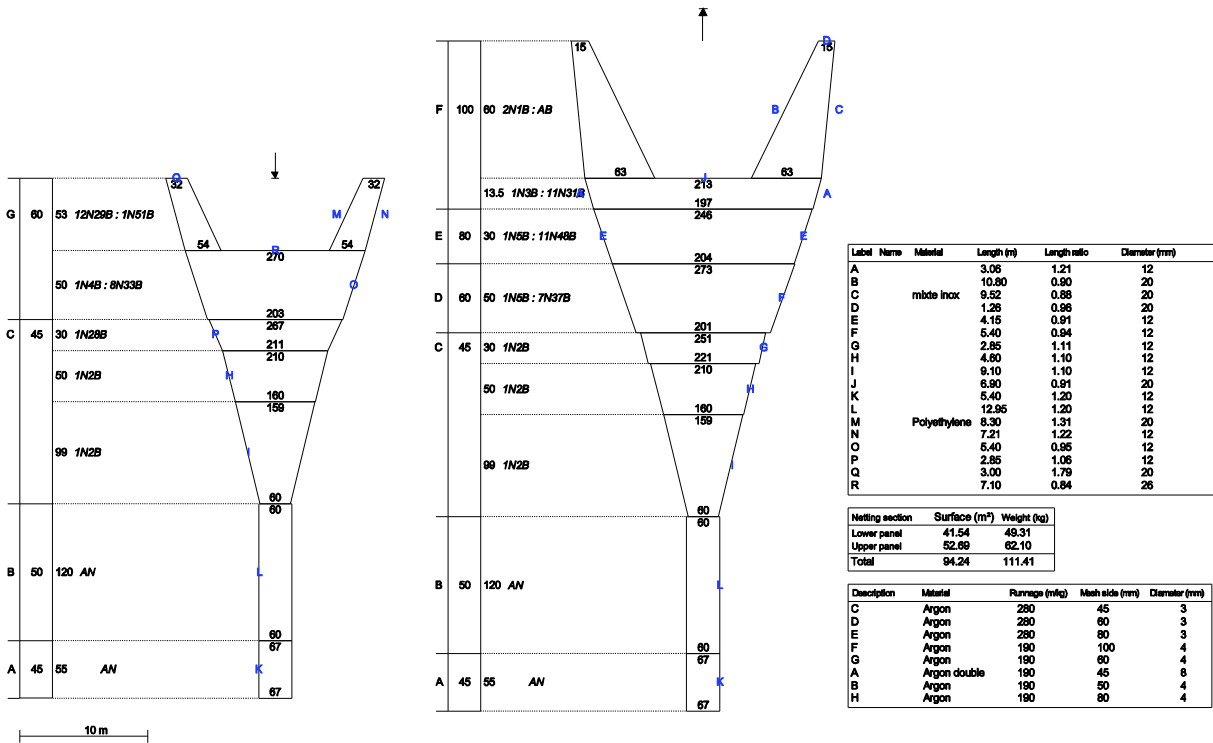 32
Q
32
G 60 53 12N29B : 1N51B M N
54 R 54
270
50 1N4B : 8N33B O
203
C 45 30 1N28B P 267
211
50 1N2B H 210
160
99 1N2B I 159
60
B 50 120 AN L 60
60
A 45 55 AN K 67
67
10 m
15 D 15
F 100 60 2N1B : AB B C
63 J 63
213
13.5 1N3B : 11N31B A A
197
246
E 80 30 1N5B : 11N48B E E
204
273
D 60 50 1N5B : 7N37B F
201
C 45 30 1N2B 251 G
221
50 1N2B 210 H
160
99 1N2B 159 I
60
B 50 120 AN 60 L
60
A 45 55 AN 67 K
67
Label Name Material Length (m) Length ratio Diameter (mm)
A 3.06 1.21 12
B 10.80 0.90 20
C mixte inox 9.52 0.88 20
D 1.26 0.96 20
E 4.15 0.91 12
F 5.40 0.94 12
G 2.85 1.11 12
H 4.60 1.10 12
I 9.10 1.10 12
J 6.90 0.91 20
K 5.40 1.20 12
L 12.95 1.20 12
M Polyethylene 8.30 1.31 20
N 7.21 1.22 12
O 5.40 0.95 12
P 2.85 1.06 12
Q 3.00 1.79 20
R 7.10 0.84 26
Netting section Surface (m²) Weight (kg)
Lower panel 41.54 49.31
Upper panel 52.69 62.10
Total 94.24 111.41
Description Material Runnage (m/kg) Mesh side (mm) Diameter (mm)
C Argon 280 45 3
D Argon 280 60 3
E Argon 280 80 3
F Argon 190 100 4
G Argon 190 60 4
A Argon double 190 45 8
B Argon 190 50 4
H Argon 190 80 4